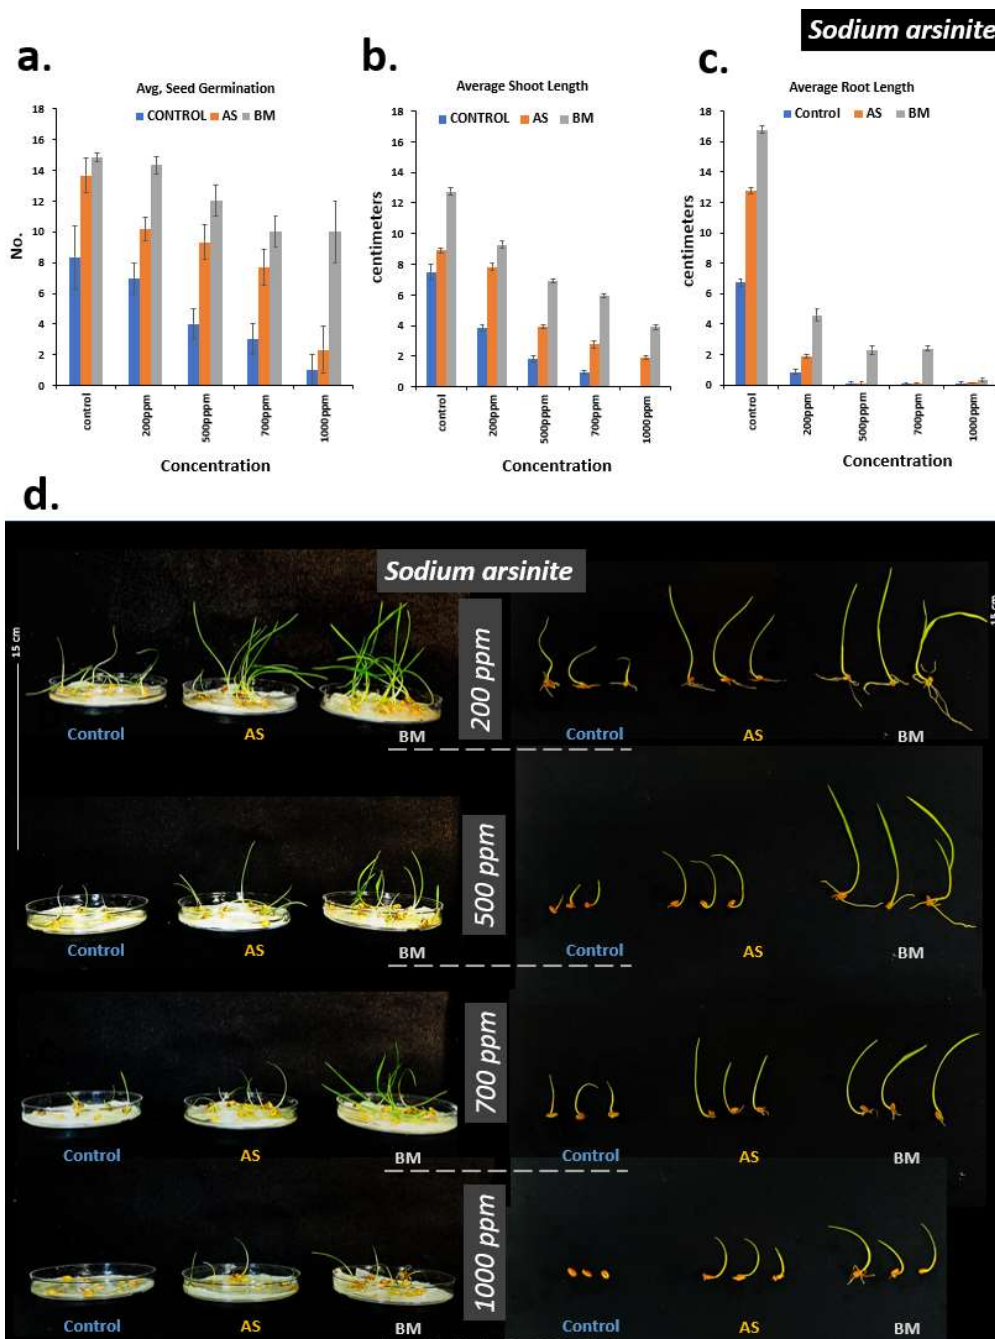 Sodium arsinite
a.
Avg, Seed Germination
CONTROL AS BM
18
16
14
12
10
8
6
4
2
0
No.
control
200ppm
500pppm
700ppm
1000ppm
Concentration
b.
Average Shoot Length
CONTROL AS BM
18
16
14
12
10
8
6
4
2
0
centimeters
control
200ppm
500pppm
700ppm
1000ppm
Concentration
c.
Average Root Length
Control AS BM
18
16
14
12
10
8
6
4
2
0
centimeters
control
200ppm
500pppm
700ppm
1000ppm
Concentration
d.
Sodium arsinite
15 cm
200 ppm
15 cm
Control AS BM Control AS BM
500 ppm
Control AS BM Control AS BM
700 ppm
Control AS BM Control AS BM
1000 ppm
Control AS BM Control AS BM